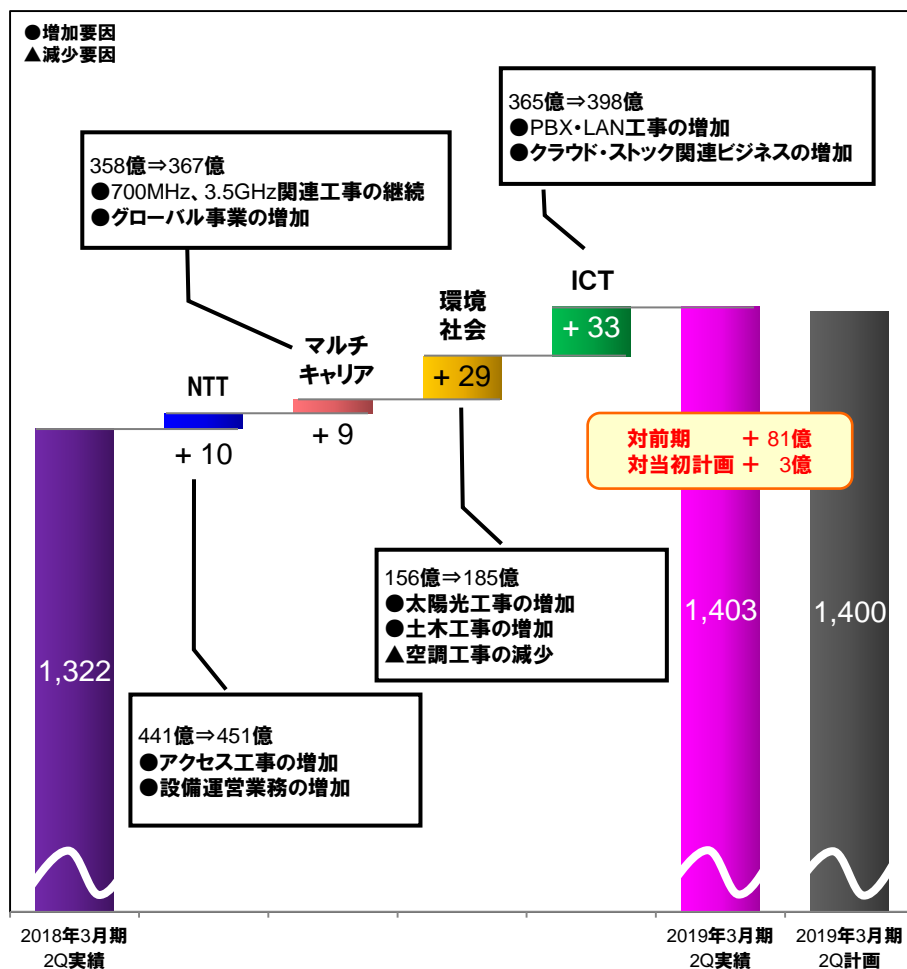 ●増加要因
▲減少要因
365億⇒398億
●PBX・LAN工事の増加
●クラウド・ストック関連ビジネスの増加
358億⇒367億
●700MHz、3.5GHz関連工事の継続
●グローバル事業の増加
ICT
+ 33
環境
社会
+ 29
マルチ
キャリア
+ 9
NTT
+ 10
対前期 + 81億
対当初計画 + 3億
156億⇒185億
●太陽光工事の増加
●土木工事の増加
▲空調工事の減少
1,322
1,403
1,400
441億⇒451億
●アクセス工事の増加
●設備運営業務の増加
2018年3月期
2Q実績
2019年3月期
2Q実績
2019年3月期
2Q計画